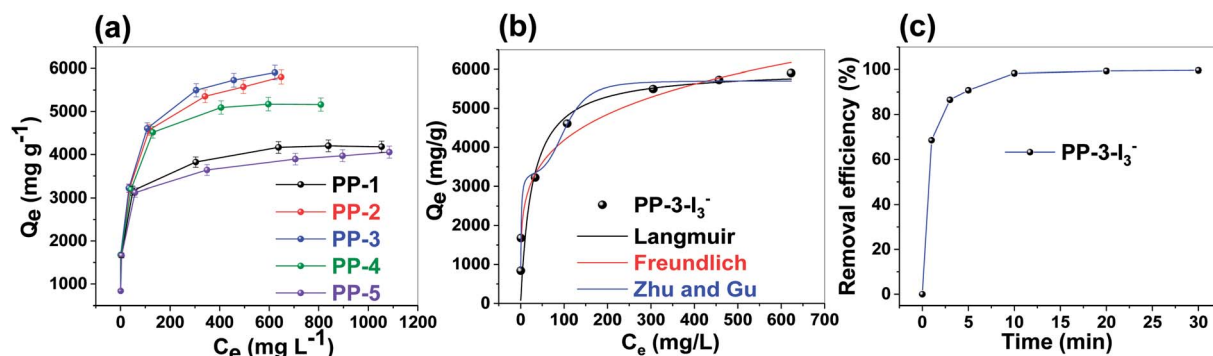 (a)
Qe (mg g⁻¹)
6000
5000
4000
3000
2000
1000
0 200 400 600 800 1000 1200
Ce (mg L⁻¹)
PP-1
PP-2
PP-3
PP-4
PP-5
(b)
Qe (mg/g)
7000
6000
5000
4000
3000
2000
1000
0
0 100 200 300 400 500 600 700
Ce (mg/L)
PP-3-I₃⁻
Langmuir
Freundlich
Zhu and Gu
(c)
Removal efficiency (%)
100
80
60
40
20
0
0 5 10 15 20 25 30
Time (min)
PP-3-I₃⁻